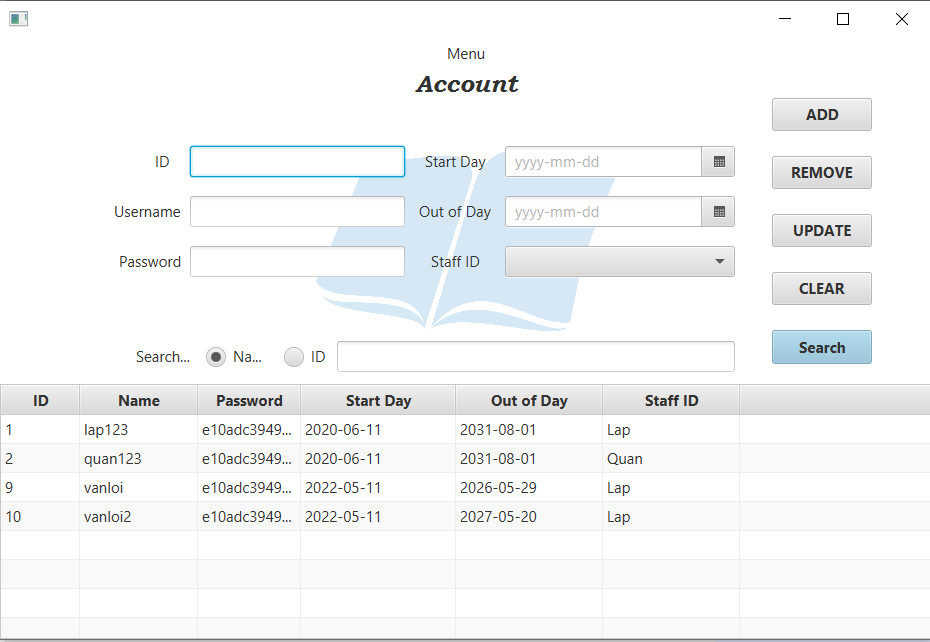 Menu
Account
ADD
ID Start Day yyyy-mm-dd
REMOVE
Username Out of Day yyyy-mm-dd
UPDATE
Password Staff ID
CLEAR
Search... Na... ID Search
ID Name Password Start Day Out of Day Staff ID
1 lap123 e10adc3949... 2020-06-11 2031-08-01 Lap
2 quan123 e10adc3949... 2020-06-11 2031-08-01 Quan
9 vanloi e10adc3949... 2022-05-11 2026-05-29 Lap
10 vanloi2 e10adc3949... 2022-05-11 2027-05-20 Lap